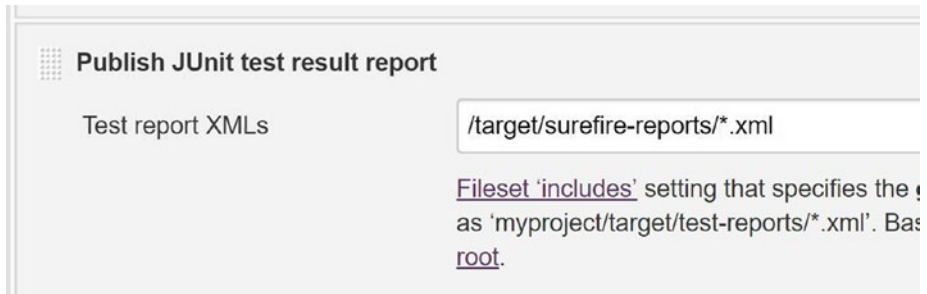 Publish JUnit test result report
Test report XMLs
/target/surefire-reports/*.xml
Fileset ‘includes’ setting that specifies the
as ‘myproject/target/test-reports/*.xml’. Bas
root.